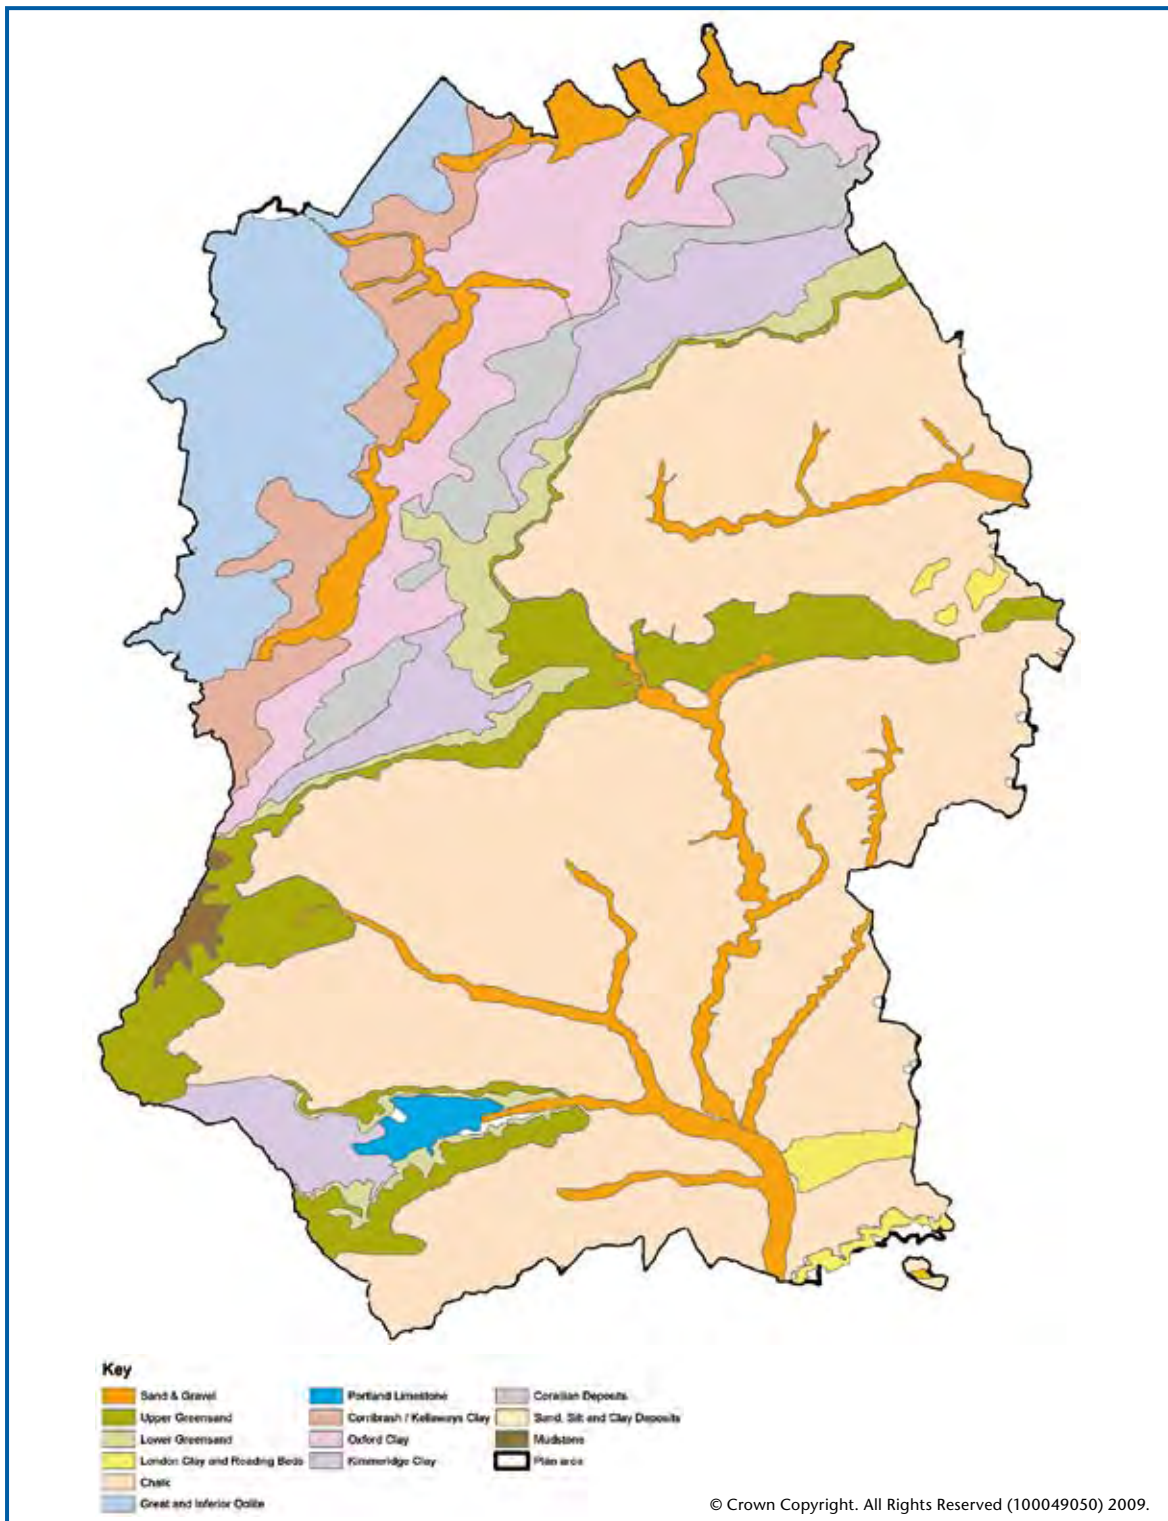 Key
Sand & Gravel
Upper Greensand
Lower Greensand
London Clay and Reading Beds
Chalk
Great and Inferior Oolite
Portland Limestone
Cornbrash / Kellaways Clay
Oxford Clay
Kimmeridge Clay
Corallian Deposits
Sand, Silt and Clay Deposits
Mudstone
Plan area
© Crown Copyright. All Rights Reserved (100049050) 2009.